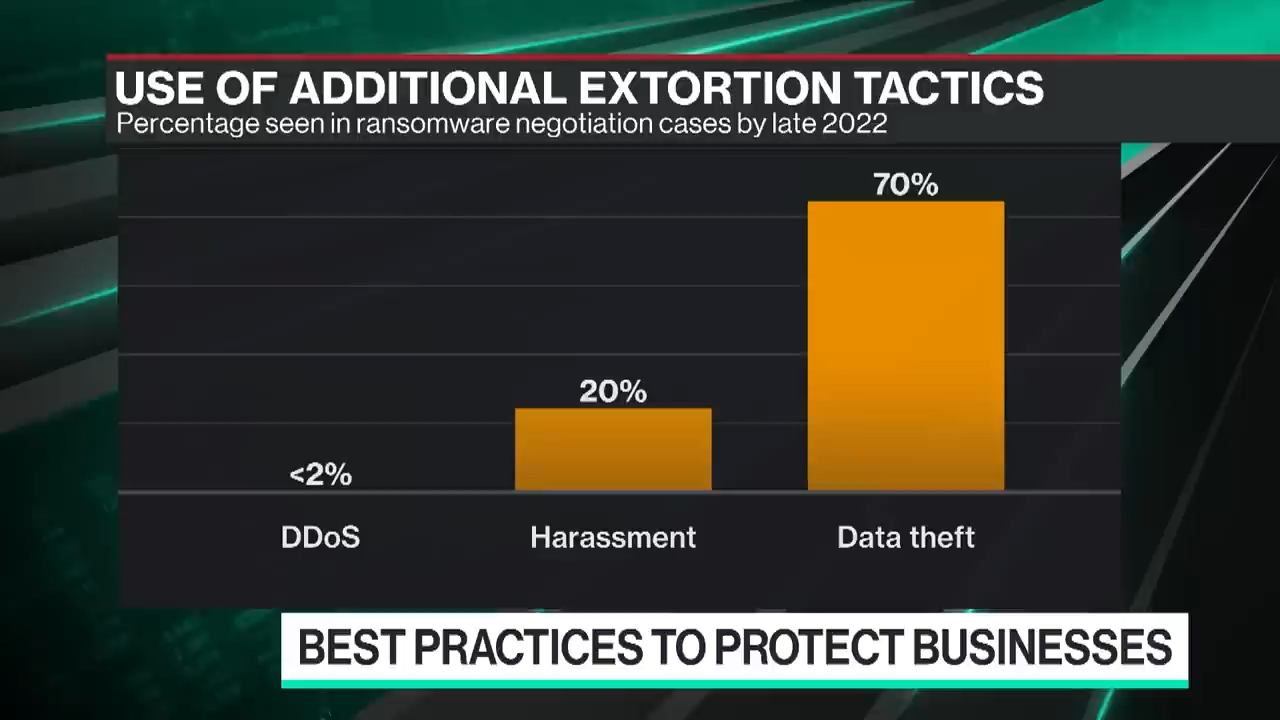 USE OF ADDITIONAL EXTORTION TACTICS
Percentage seen in ransomware negotiation cases by late 2022
70%
20%
<2%
DDoS Harassment Data theft
BEST PRACTICES TO PROTECT BUSINESSES